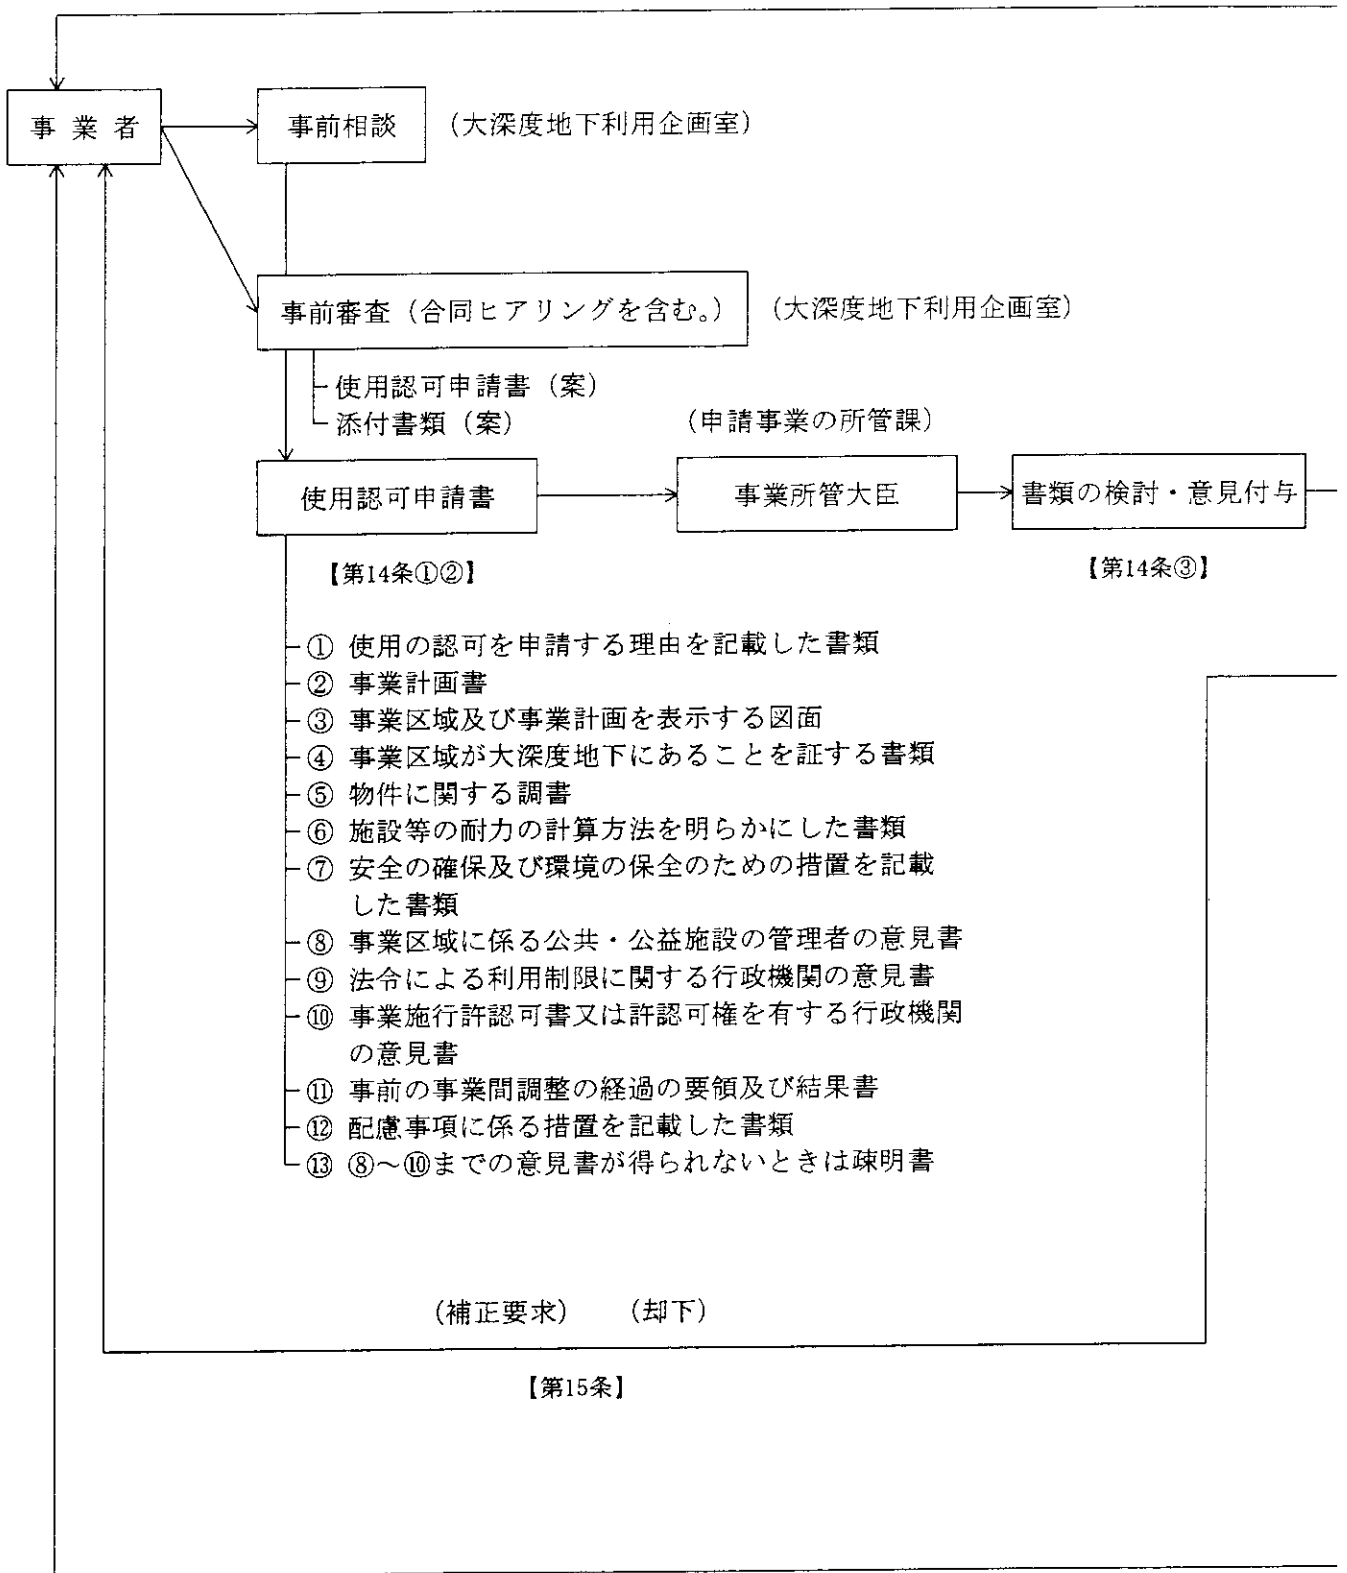 事業者
事前相談
(大深度地下利用企画室)
事前審査(合同ヒアリングを含む。)
(大深度地下利用企画室)
使用認可申請書(案)
添付書類(案)
(申請事業の所管課)
使用認可申請書
事業所管大臣
書類の検討・意見付与
【第14条①②】
【第14条③】
① 使用の認可を申請する理由を記載した書類
② 事業計画書
③ 事業区域及び事業計画を表示する図面
④ 事業区域が大深度地下にあることを証する書類
⑤ 物件に関する調書
⑥ 施設等の耐力の計算方法を明らかにした書類
⑦ 安全の確保及び環境の保全のための措置を記載
した書類
⑧ 事業区域に係る公共・公益施設の管理者の意見書
⑨ 法令による利用制限に関する行政機関の意見書
⑩ 事業施行許認可書又は許認可権を有する行政機関
の意見書
⑪ 事前の事業間調整の経過の要領及び結果書
⑫ 配慮事項に係る措置を記載した書類
⑬ ⑧～⑩までの意見書が得られないときは疎明書
(補正要求) (却下)
【第15条】